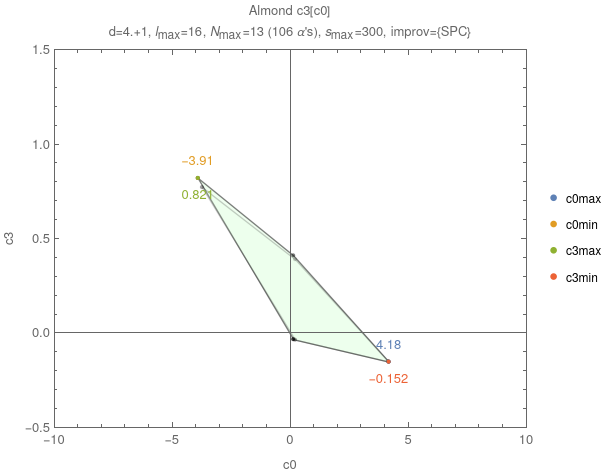 Almond c3[c0]
d=4.+1, lmax=16, Nmax=13 (106 α's), smax=300, improv={SPC}
1.5
1.0
0.5
0.0
−0.5
−10
−5
0
5
10
c3
c0
−3.91
0.821
4.18
−0.152
c0max
c0min
c3max
c3min